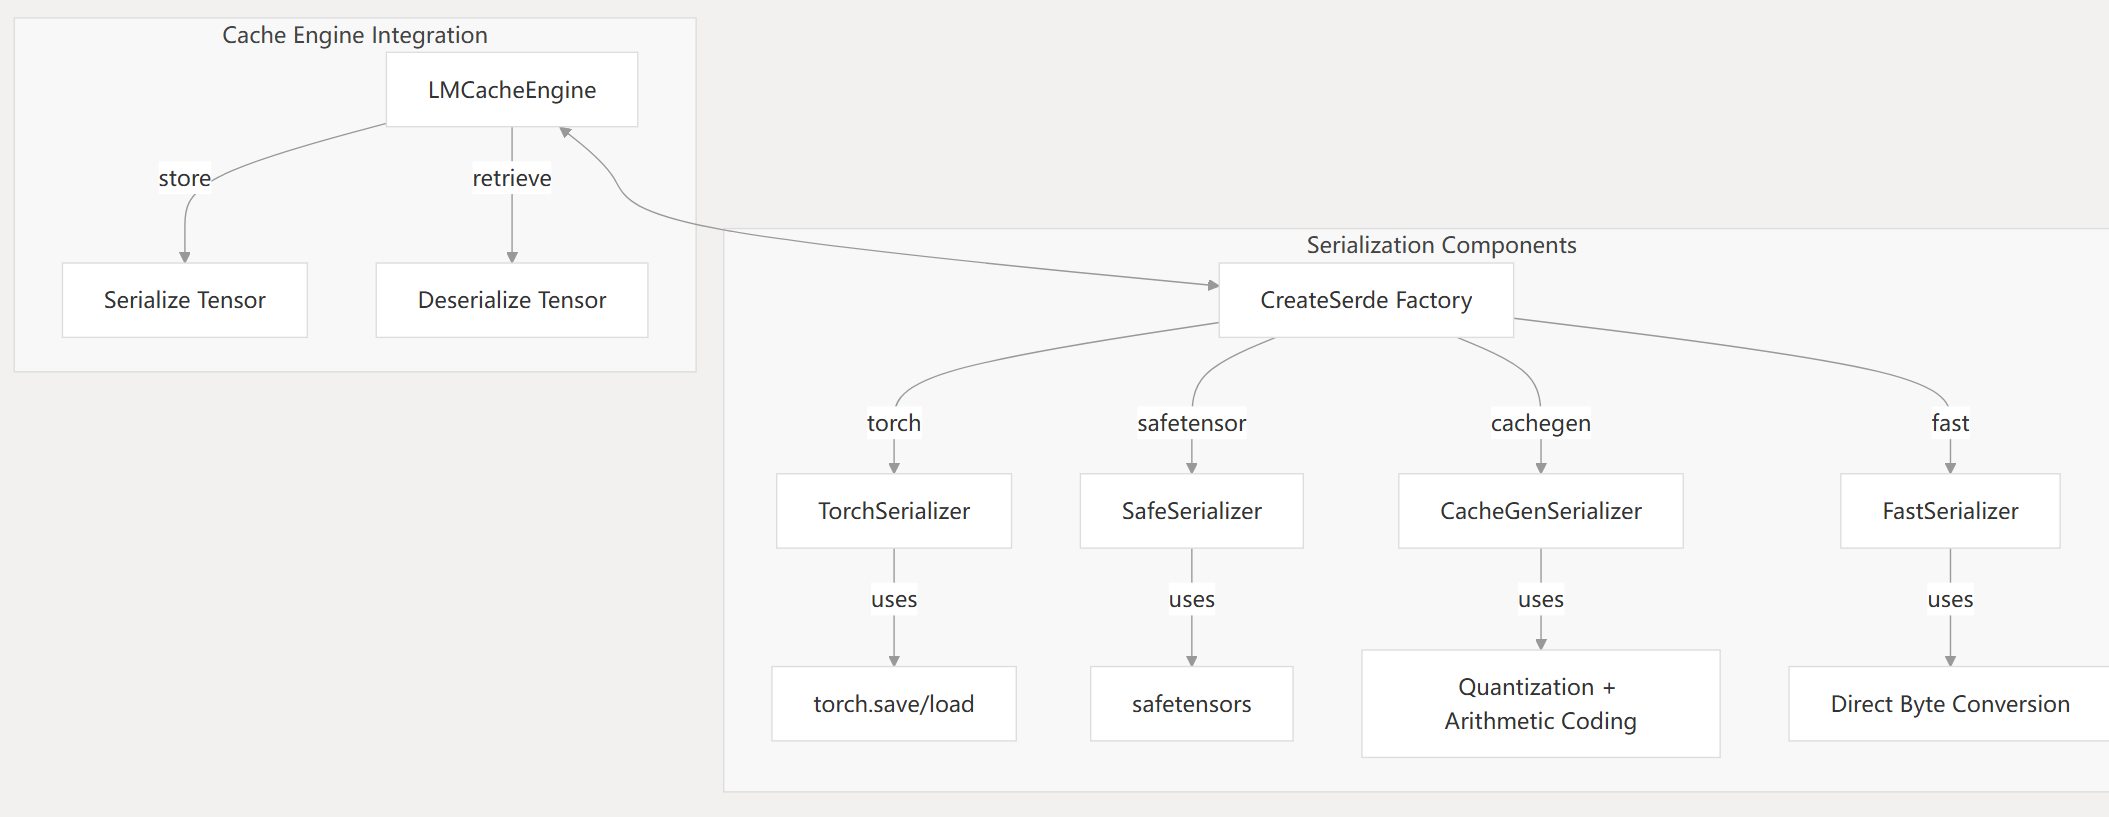 Cache Engine Integration
LMCacheEngine
store
retrieve
Serialize Tensor
Deserialize Tensor
Serialization Components
CreateSerde Factory
torch
safetensor
cachegen
fast
TorchSerializer
SafeSerializer
CacheGenSerializer
FastSerializer
uses
uses
uses
uses
torch.save/load
safetensors
Quantization +
Arithmetic Coding
Direct Byte Conversion